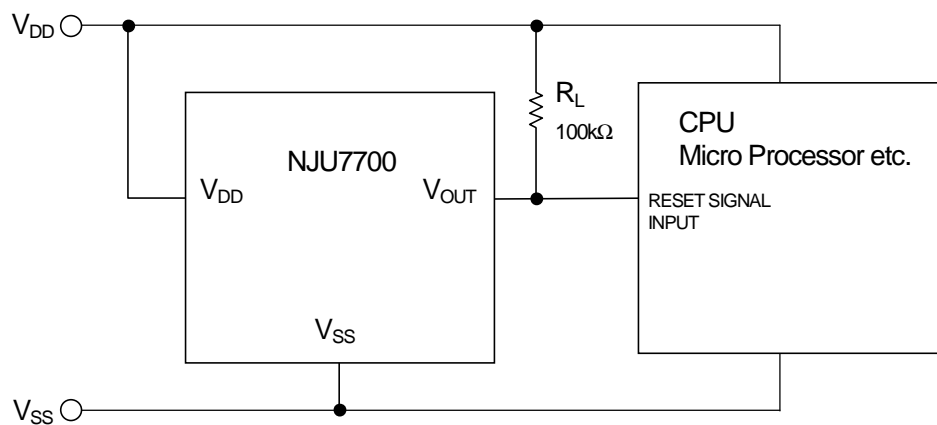 VDD
RL
100kΩ
CPU
Micro Processor etc.
NJU7700
VDD
VOUT
RESET SIGNAL
INPUT
VSS
VSS